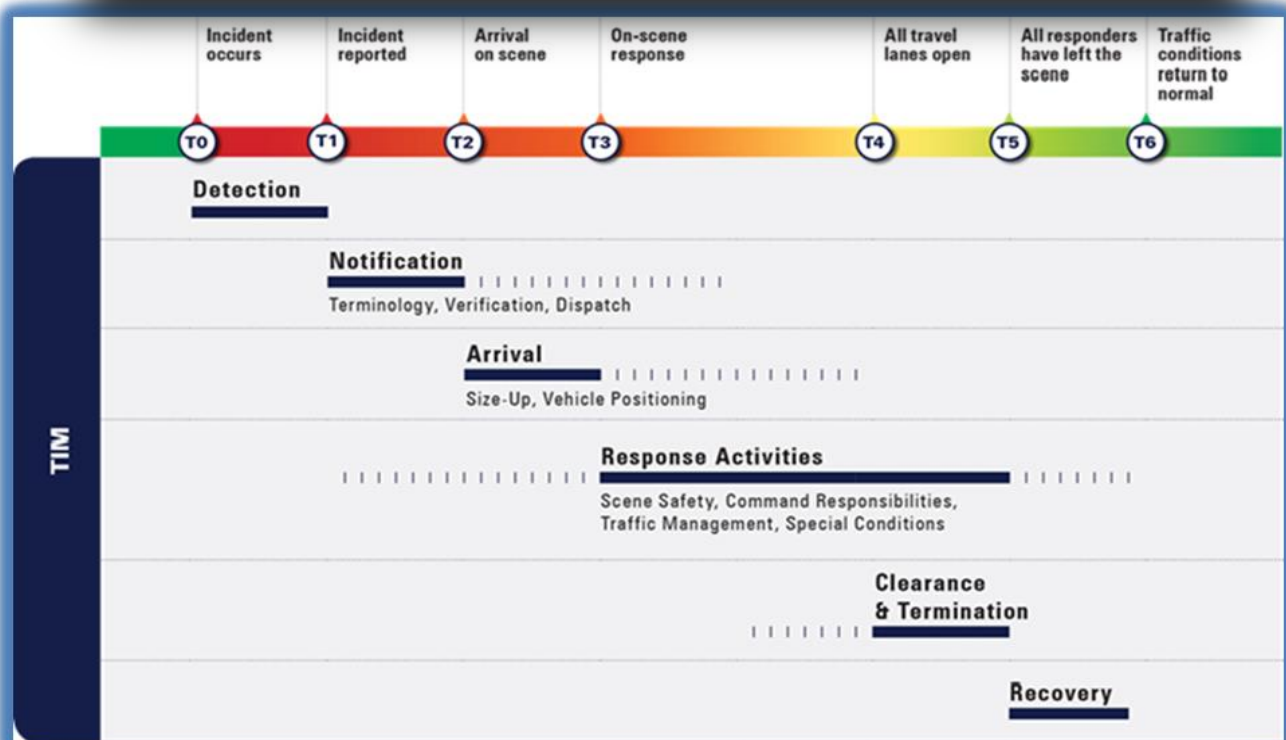 Incident
occurs
Incident
reported
Arrival
on scene
On-scene
response
All travel
lanes open
All responders
have left the
scene
Traffic
conditions
return to
normal
T0
T1
T2
T3
T4
T5
T6
TIM
Detection
Notification
Terminology, Verification, Dispatch
Arrival
Size-Up, Vehicle Positioning
Response Activities
Scene Safety, Command Responsibilities,
Traffic Management, Special Conditions
Clearance
& Termination
Recovery